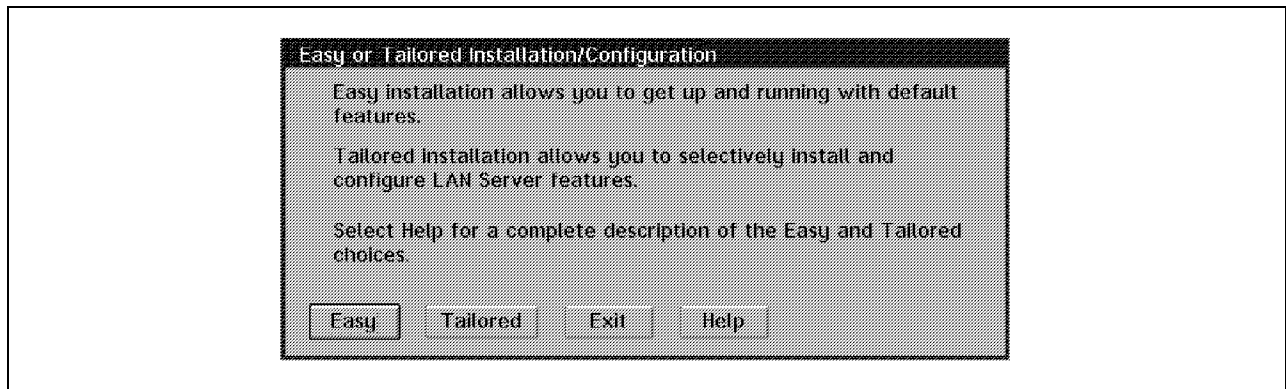 Easy or Tailored Installation/Configuration
Easy installation allows you to get up and running with default
features.
Tailored installation allows you to selectively install and
configure LAN Server features.
Select Help for a complete description of the Easy and Tailored
choices.
Easy Tailored Exit Help